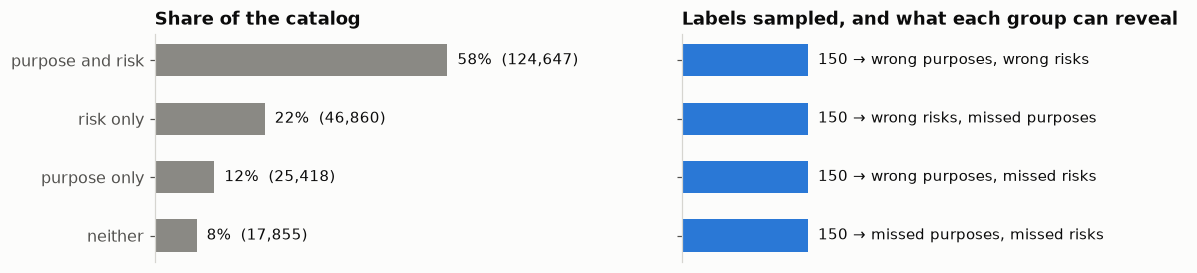 Share of the catalog
purpose and risk
58% (124,647)
risk only
22% (46,860)
purpose only
12% (25,418)
neither
8% (17,855)
Labels sampled, and what each group can reveal
150 → wrong purposes, wrong risks
150 → wrong risks, missed purposes
150 → wrong purposes, missed risks
150 → missed purposes, missed risks